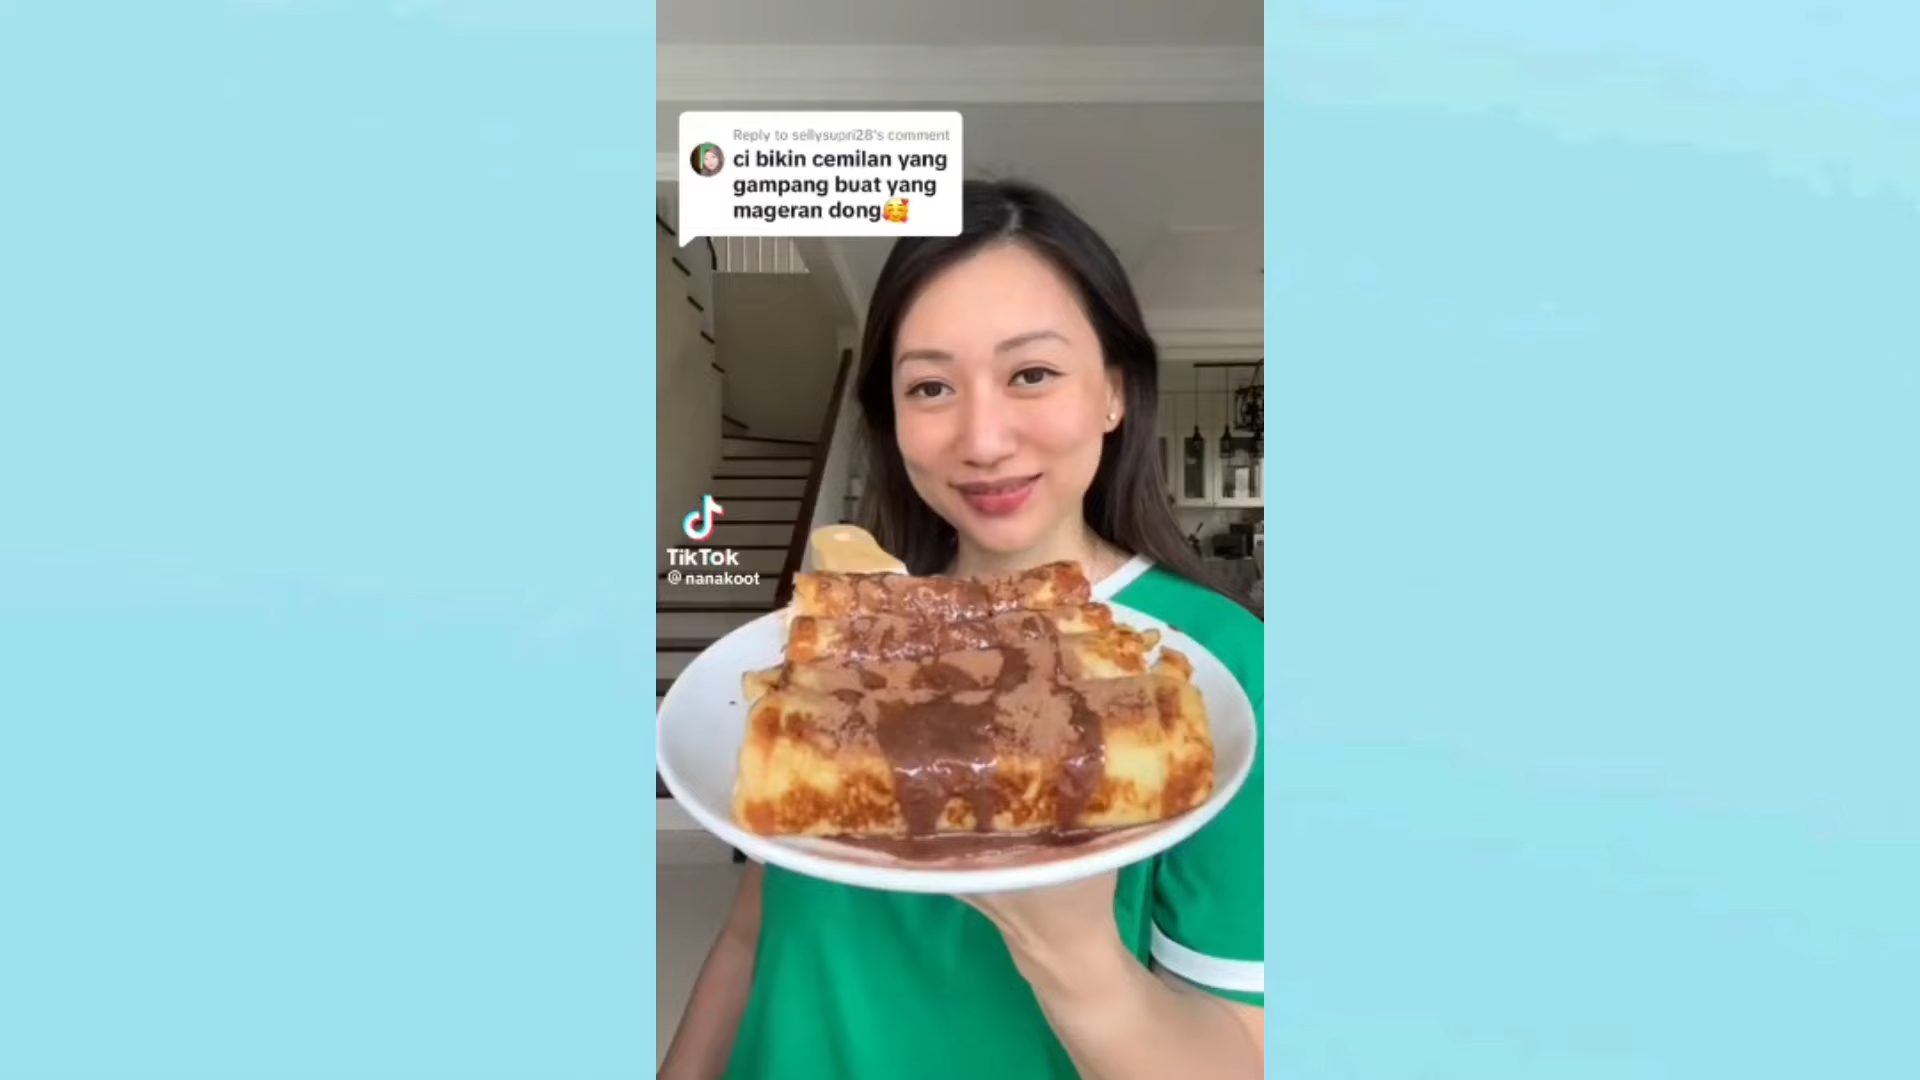 Reply to sellysupri28's comment
ci bikin cemilan yang
gampang buat yang
mageran dong🥰
TikTok
@nanakoot